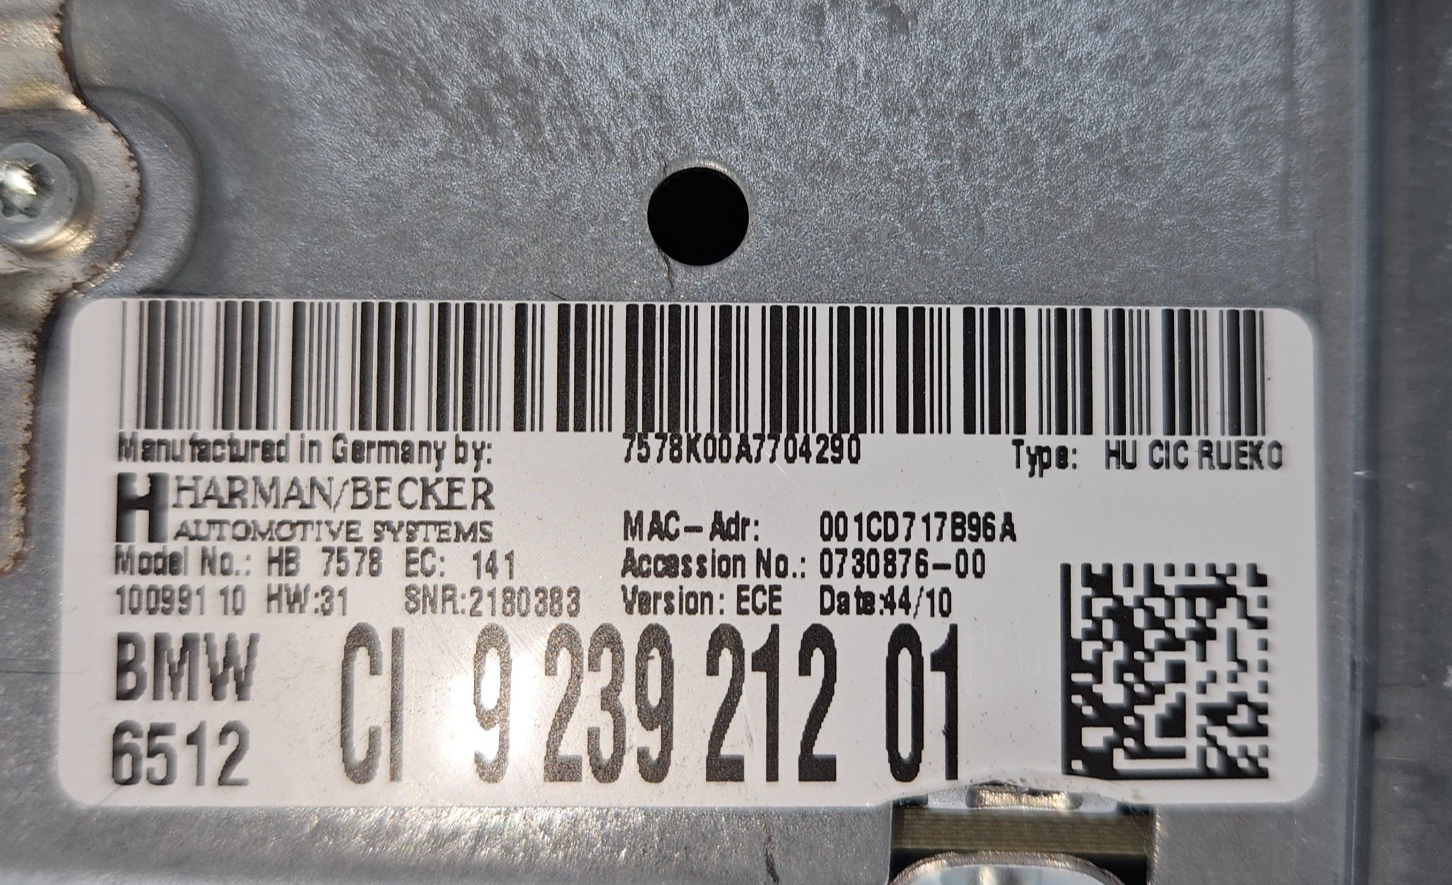 Manufactured in Germany by: 7578K00A7704290 Type: HU CIC RUEKO
HARMAN/BECKER
AUTOMOTIVE SYSTEMS MAC-Adr: 001CD717B96A
Model No.: HB 7578 EC: 141 Accession No.: 0730876-00
10099110 HW:31 SNR:2180383 Version: ECE Date:44/10
BMW CI 9 239 212 01
6512